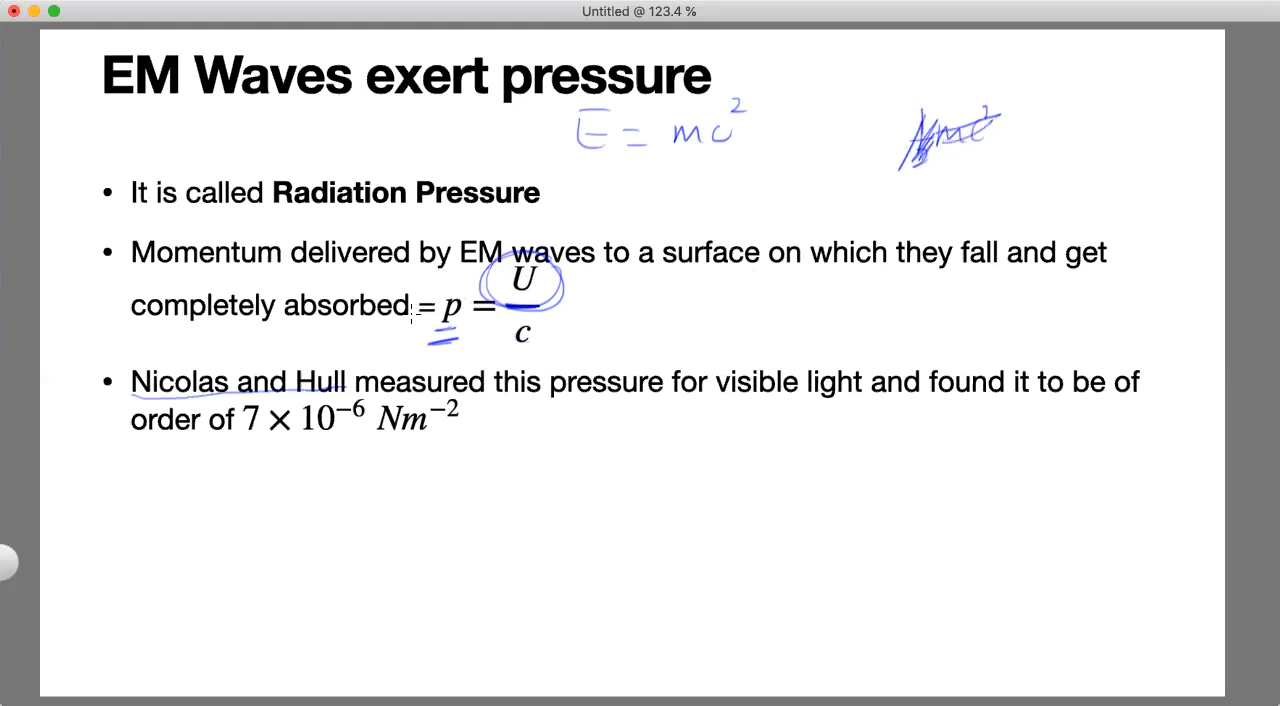 Untitled @ 123.4 %
EM Waves exert pressure
E = mc²
• It is called Radiation Pressure
• Momentum delivered by EM waves to a surface on which they fall and get
completely absorbed = p = U/c
• Nicolas and Hull measured this pressure for visible light and found it to be of
order of 7 × 10⁻⁶ Nm⁻²